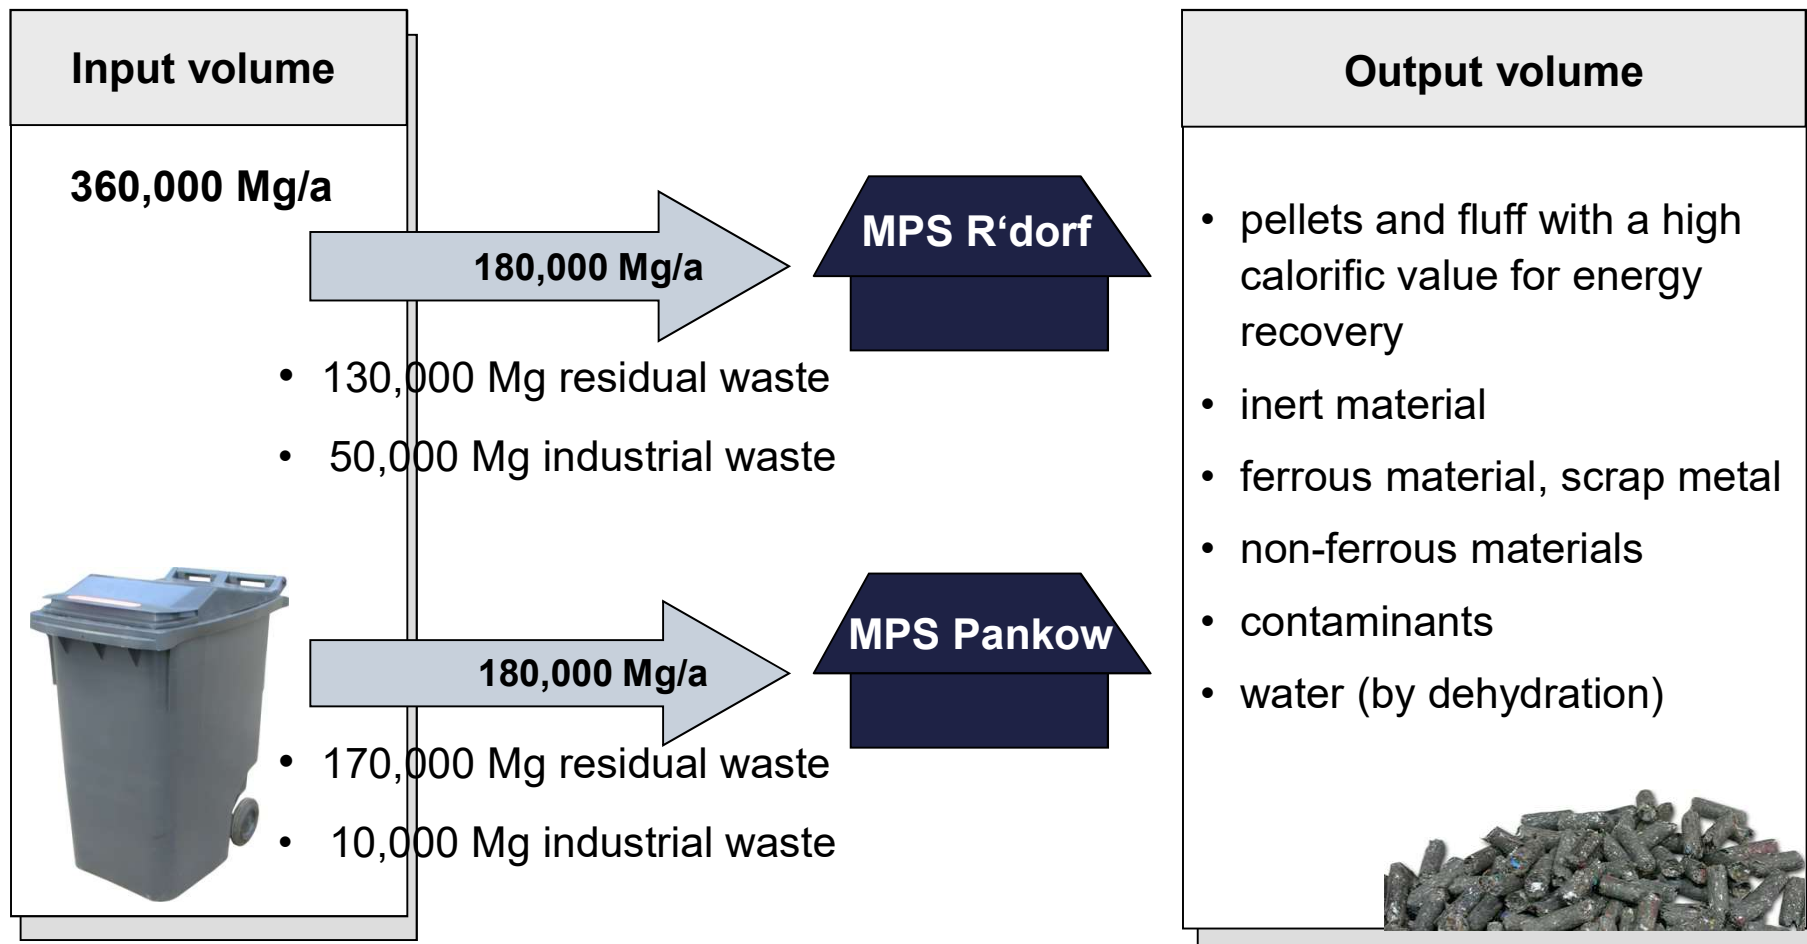 Input volume
360,000 Mg/a
180,000 Mg/a
• 130,000 Mg residual waste
• 50,000 Mg industrial waste
180,000 Mg/a
• 170,000 Mg residual waste
• 10,000 Mg industrial waste
MPS R‘dorf
MPS Pankow
Output volume
• pellets and fluff with a high
calorific value for energy
recovery
• inert material
• ferrous material, scrap metal
• non-ferrous materials
• contaminants
• water (by dehydration)